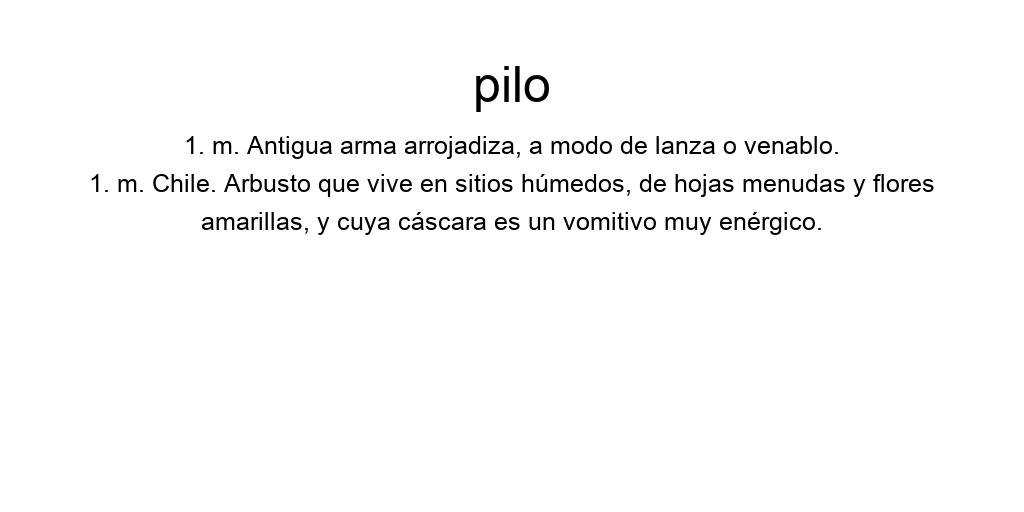 pilo
1. m. Antigua arma arrojadiza, a modo de lanza o venablo.
1. m. Chile. Arbusto que vive en sitios húmedos, de hojas menudas y flores
amarillas, y cuya cáscara es un vomitivo muy enérgico.